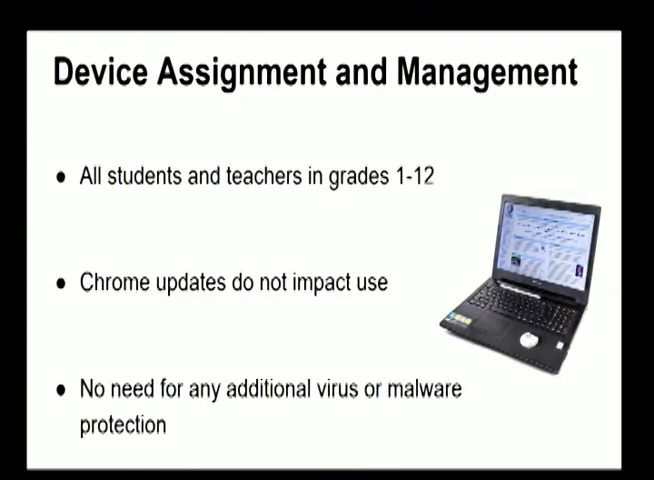 Device Assignment and Management
● All students and teachers in grades 1-12
● Chrome updates do not impact use
● No need for any additional virus or malware
protection